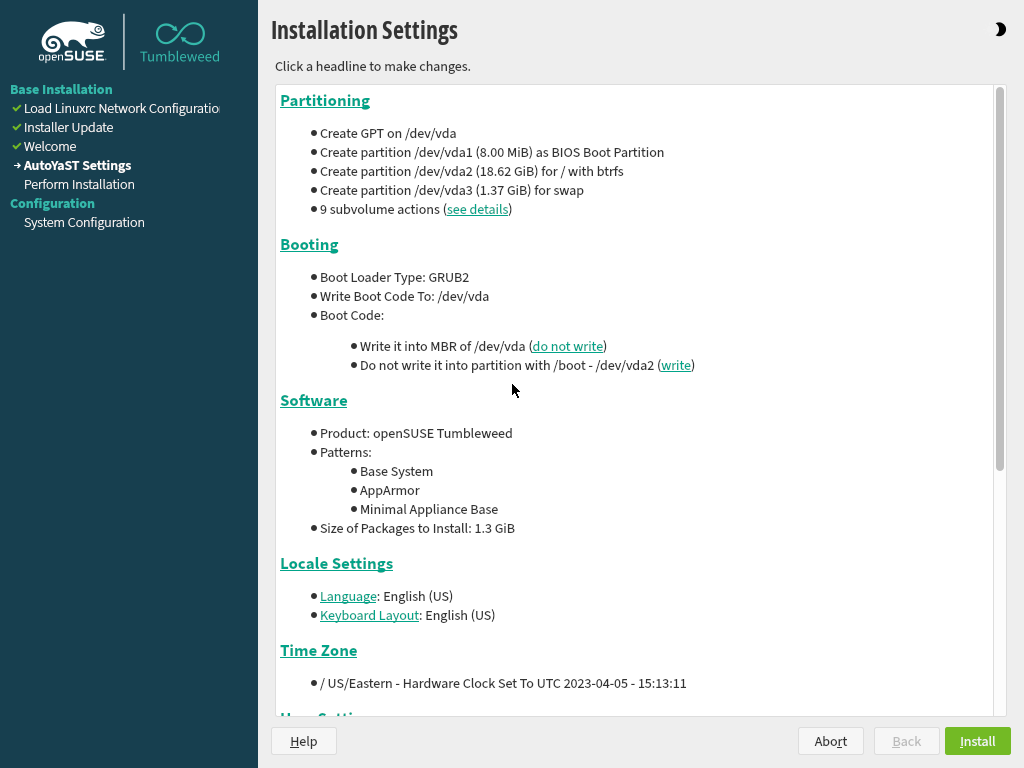 openSUSE
Tumbleweed
Base Installation
Load Linuxrc Network Configuratio
Installer Update
Welcome
AutoYaST Settings
Perform Installation
Configuration
System Configuration
Installation Settings
Click a headline to make changes.
Partitioning
Create GPT on /dev/vda
Create partition /dev/vda1 (8.00 MiB) as BIOS Boot Partition
Create partition /dev/vda2 (18.62 GiB) for / with btrfs
Create partition /dev/vda3 (1.37 GiB) for swap
9 subvolume actions (see details)
Booting
Boot Loader Type: GRUB2
Write Boot Code To: /dev/vda
Boot Code:
Write it into MBR of /dev/vda (do not write)
Do not write it into partition with /boot - /dev/vda2 (write)
Software
Product: openSUSE Tumbleweed
Patterns:
Base System
AppArmor
Minimal Appliance Base
Size of Packages to Install: 1.3 GiB
Locale Settings
Language: English (US)
Keyboard Layout: English (US)
Time Zone
/ US/Eastern - Hardware Clock Set To UTC 2023-04-05 - 15:13:11
Help
Abort
Back
Install